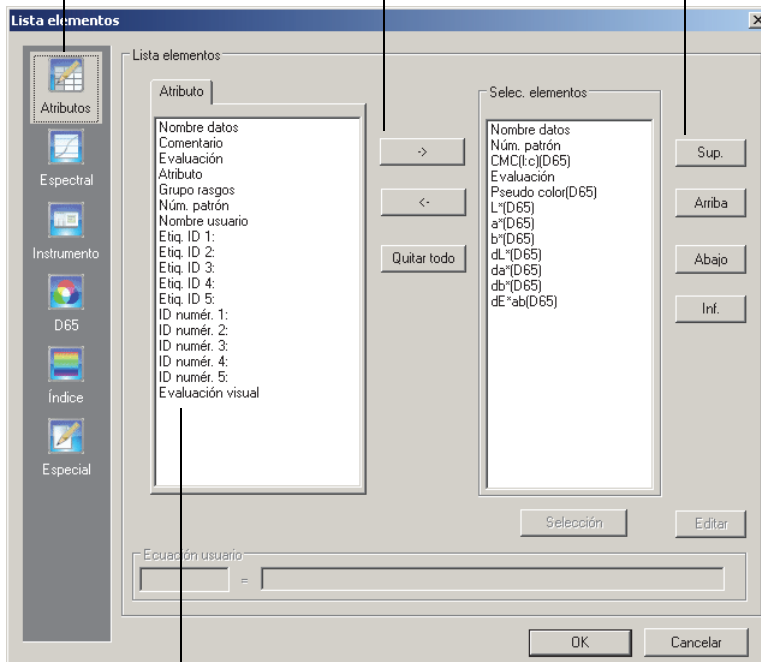 Lista elementos
Atributos
Espectral
Instrumento
D65
Índice
Especial
Lista elementos
Atributo
Nombre datos
Comentario
Evaluación
Atributo
Grupo rasgos
Núm. patrón
Nombre usuario
Etiq. ID 1:
Etiq. ID 2:
Etiq. ID 3:
Etiq. ID 4:
Etiq. ID 5:
ID numér. 1:
ID numér. 2:
ID numér. 3:
ID numér. 4:
ID numér. 5:
Evaluación visual
->
<-
Quitar todo
Selec. elementos
Nombre datos
Núm. patrón
CMC(l:c)(D65)
Evaluación
Pseudo color(D65)
L*(D65)
a*(D65)
b*(D65)
dL*(D65)
da*(D65)
db*(D65)
dE*ab(D65)
Sup.
Arriba
Abajo
Inf.
Selección
Editar
Ecuación usuario
=
OK
Cancelar